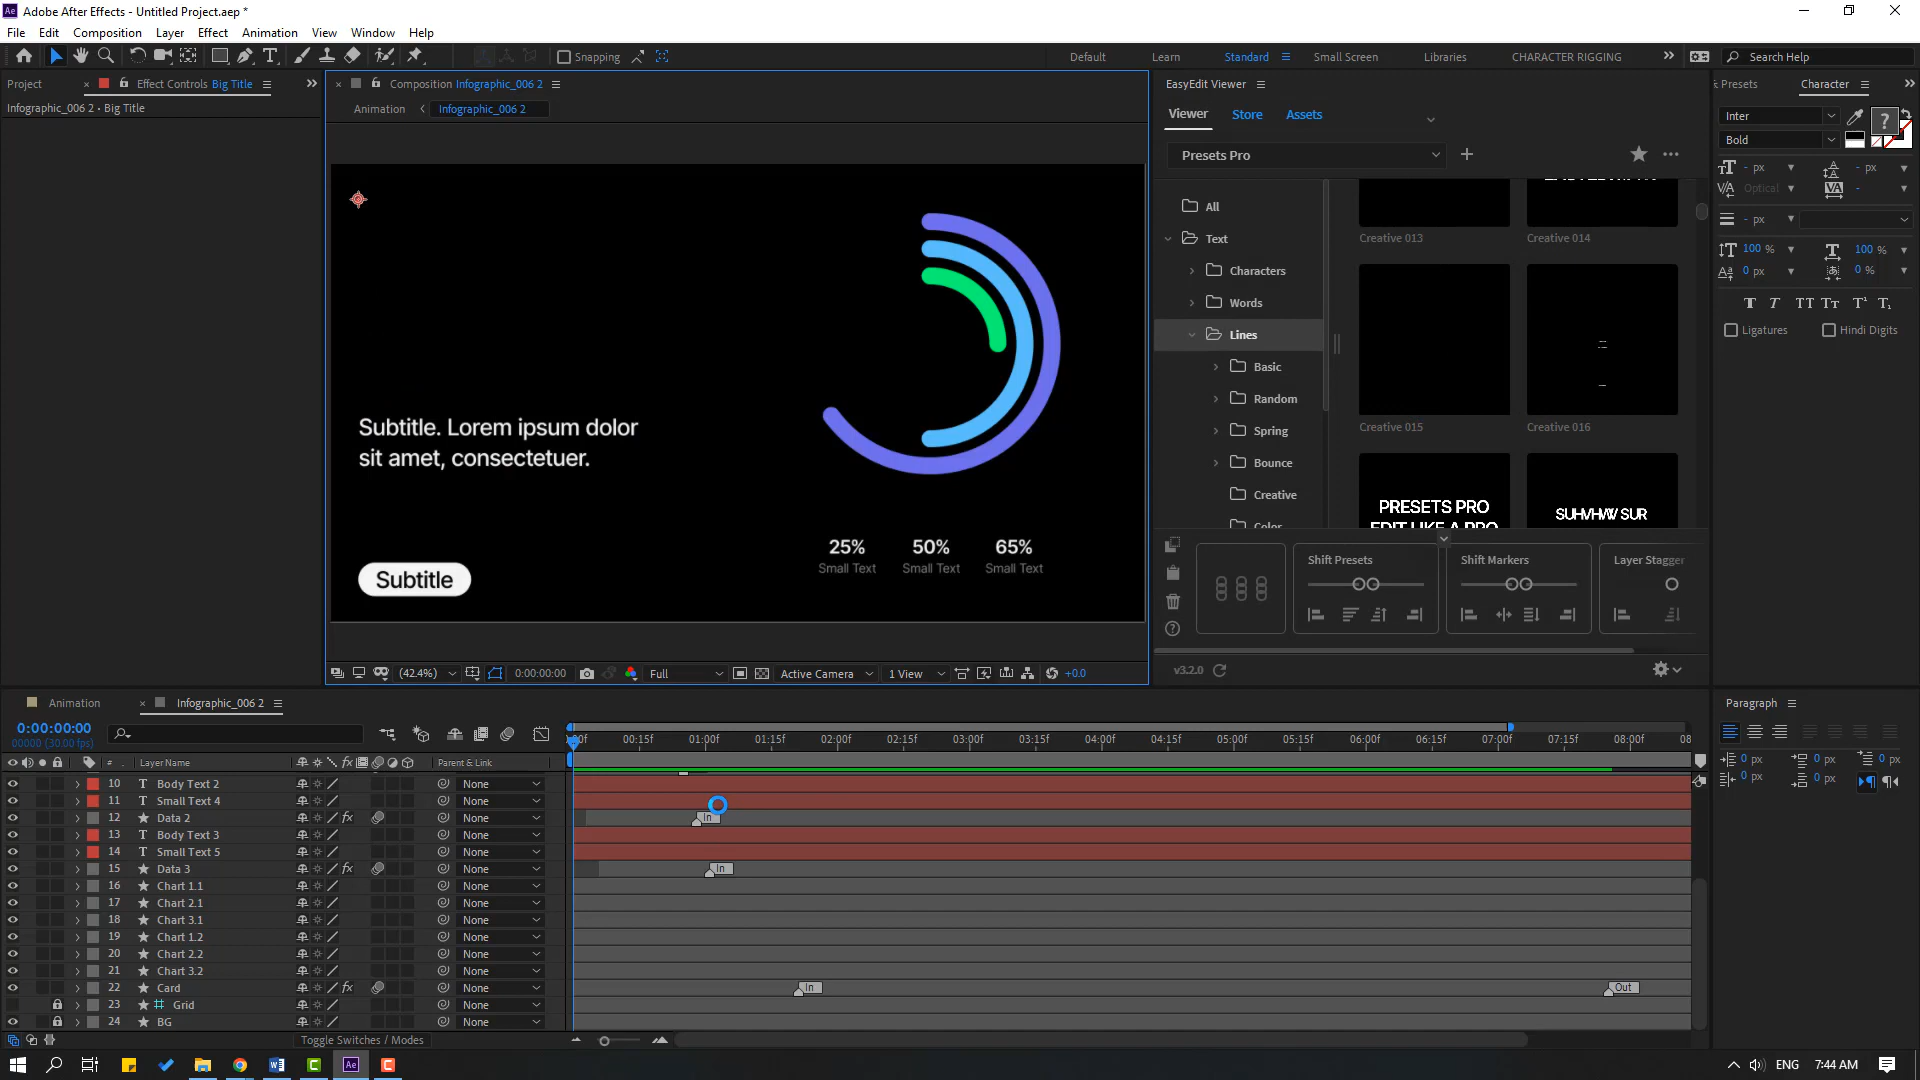 Ae Adobe After Effects - Untitled Project.aep *
File Edit Composition Layer Effect Animation View Window Help
Snapping
Default Learn Standard Small Screen Libraries CHARACTER RIGGING Search Help
Project Effect Controls Big Title
Infographic_006 2 • Big Title
Composition Infographic_006 2
Animation Infographic_006 2
Subtitle. Lorem ipsum dolor
sit amet, consectetuer.
Subtitle
25% 50% 65%
Small Text Small Text Small Text
(42.4%) 0:00:00:00 Full Active Camera 1 View +0.0
EasyEdit Viewer
Viewer Store Assets
Presets Pro
All
Text
Characters
Words
Lines
Basic
Random
Spring
Bounce
Creative
Color
Creative 013 Creative 014
Creative 015 Creative 016
PRESETS PRO
EDIT LIKE A PRO
Shift Presets Shift Markers Layer Stagger
v3.2.0
Presets Character
Inter
Bold
- px - px
Optical -
- px
100 % 100 %
0 px 0 %
T T TT Tт T¹ T₁
Ligatures Hindi Digits
Paragraph
0 px 0 px 0 px
0 px 0 px
Animation Infographic_006 2
0:00:00:00
00000 (30.00 fps)
00:15f 01:00f 01:15f 02:00f 02:15f 03:00f 03:15f 04:00f 04:15f 05:00f 05:15f 06:00f 06:15f 07:00f 07:15f 08:00f 08
# Layer Name Parent & Link
10 T Body Text 2 None
11 T Small Text 4 None
12 Data 2 fx None In
13 T Body Text 3 None
14 T Small Text 5 None
15 Data 3 fx None In
16 Chart 1.1 None
17 Chart 2.1 None
18 Chart 3.1 None
19 Chart 1.2 None
20 Chart 2.2 None
21 Chart 3.2 None
22 Card fx None In Out
23 Grid None
24 BG None
Toggle Switches / Modes
ENG 7:44 AM